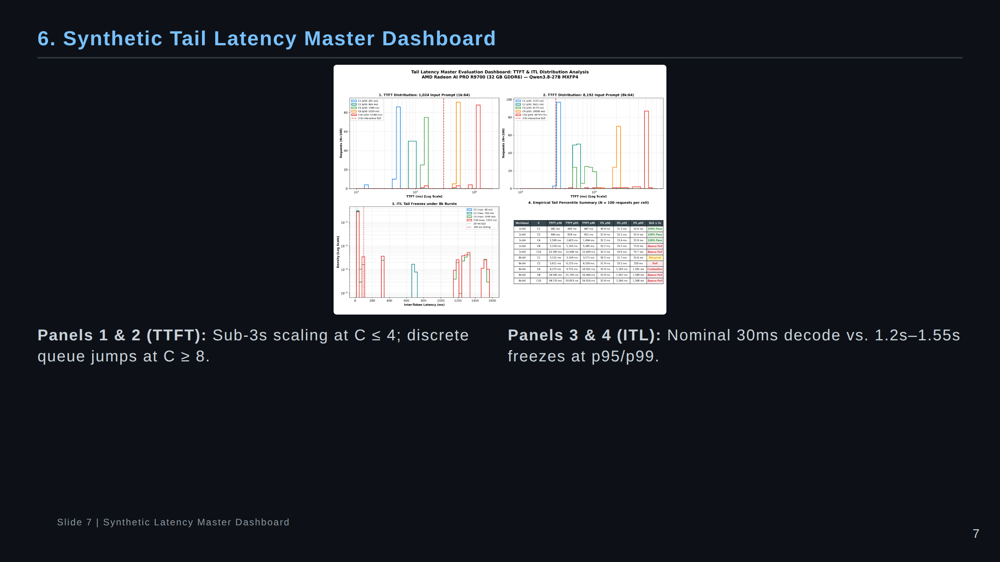 6. Synthetic Tail Latency Master Dashboard
Tail Latency Master Evaluation Dashboard: TTFT & ITL Distribution Analysis
AMD Radeon AI PRO R9700 (32 GB GDDR6) — Qwen3.8-27B MXFP4
1. TTFT Distribution: 1,024 Input Prompt (1k:64)
C1 (p50: 481 ms)
C2 (p50: 864 ms)
C4 (p50: 1589 ms)
C8 (p50: 5159 ms)
C16 (p50: 12383 ms)
3.0s Interactive SLO
Requests (N=100)
80
60
40
20
0
10² 10³ 10⁴
TTFT (ms) [Log Scale]
2. TTFT Distribution: 8,192 Input Prompt (8k:64)
C1 (p50: 3152 ms)
C2 (p50: 5611 ms)
C4 (p50: 8173 ms)
C8 (p50: 20585 ms)
C16 (p50: 49733 ms)
3.0s Interactive SLO
Requests (N=100)
100
80
60
40
20
0
10³ 10⁴
TTFT (ms) [Log Scale]
3. ITL Tail Freezes under 8k Bursts
C1 (max: 40 ms)
C2 (max: 700 ms)
C4 (max: 1550 ms)
C16 (max: 1552 ms)
20 ms SLO
100 ms Ceiling
Density [Log Scale]
10⁻²
10⁻³
10⁻⁴
10⁻⁵
0 200 400 600 800 1000 1200 1400 1600
Inter-Token Latency (ms)
4. Empirical Tail Percentile Summary (N = 100 requests per cell)
Workload C TTFT p50 TTFT p95 TTFT p99 ITL p50 ITL p95 ITL p99 SLO ≤ 3s
1k:64 C1 481 ms 485 ms 487 ms 30.0 ms 31.1 ms 32.0 ms 100% Pass
1k:64 C2 864 ms 919 ms 921 ms 31.0 ms 32.2 ms 35.4 ms 100% Pass
1k:64 C4 1,589 ms 1,603 ms 1,604 ms 32.2 ms 33.4 ms 35.9 ms 100% Pass
1k:64 C8 5,159 ms 5,183 ms 5,185 ms 32.2 ms 33.5 ms 75.0 ms Queue Fail
1k:64 C16 12,383 ms 12,440 ms 12,449 ms 32.2 ms 33.6 ms 76.7 ms Queue Fail
8k:64 C1 3,152 ms 3,169 ms 3,171 ms 30.5 ms 31.7 ms 32.6 ms Marginal
8k:64 C2 5,611 ms 6,155 ms 6,158 ms 31.9 ms 33.2 ms 328 ms Fail
8k:64 C4 8,173 ms 9,715 ms 10,501 ms 33.9 ms 1,183 ms 1,501 ms Contention
8k:64 C8 20,585 ms 21,745 ms 24,944 ms 33.9 ms 1,267 ms 1,509 ms Queue Fail
8k:64 C16 49,733 ms 50,913 ms 54,016 ms 33.9 ms 1,266 ms 1,508 ms Queue Fail
Panels 1 & 2 (TTFT): Sub-3s scaling at C ≤ 4; discrete
queue jumps at C ≥ 8.
Panels 3 & 4 (ITL): Nominal 30ms decode vs. 1.2s–1.55s
freezes at p95/p99.
Slide 7 | Synthetic Latency Master Dashboard
7